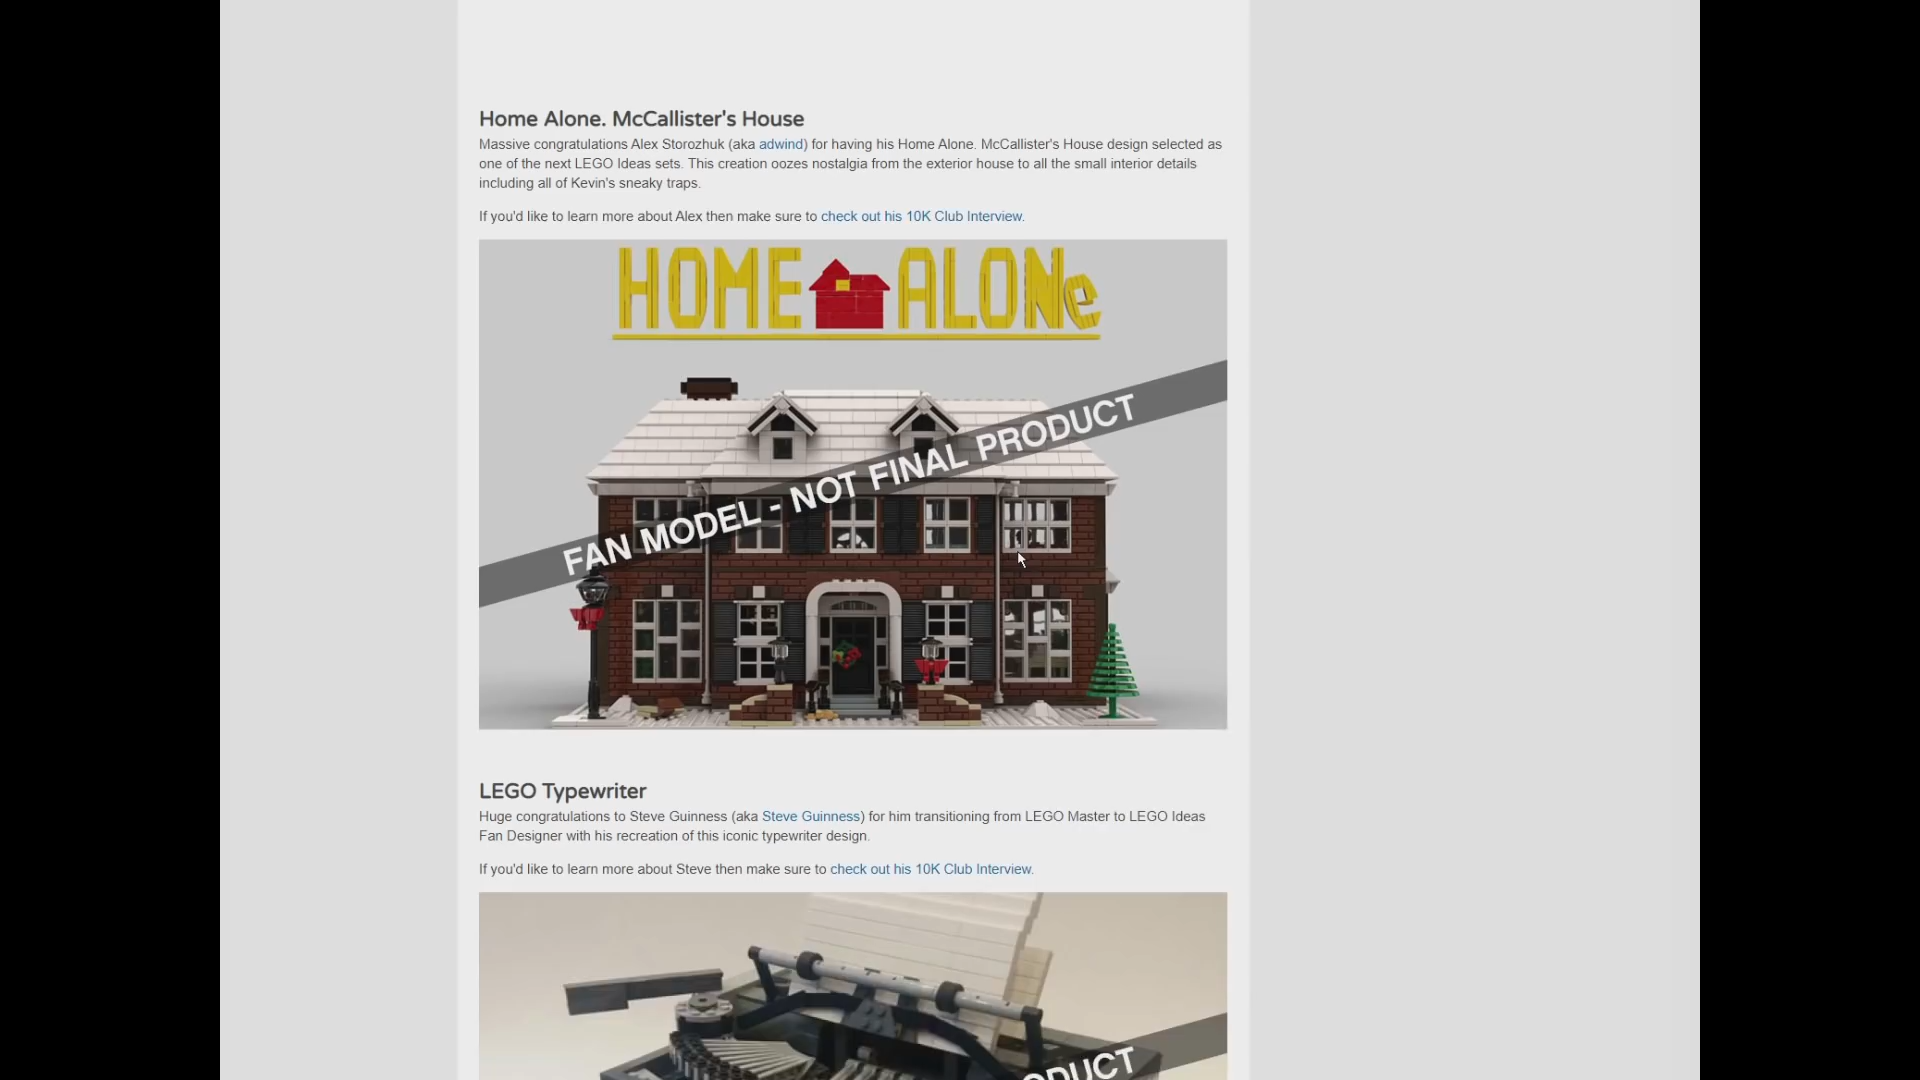 Home Alone. McCallister's House
Massive congratulations Alex Storozhuk (aka adwind) for having his Home Alone. McCallister's House design selected as
one of the next LEGO Ideas sets. This creation oozes nostalgia from the exterior house to all the small interior details
including all of Kevin's sneaky traps.
If you'd like to learn more about Alex then make sure to check out his 10K Club Interview.
HOME ALONe
FAN MODEL - NOT FINAL PRODUCT
LEGO Typewriter
Huge congratulations to Steve Guinness (aka Steve Guinness) for him transitioning from LEGO Master to LEGO Ideas
Fan Designer with his recreation of this iconic typewriter design.
If you'd like to learn more about Steve then make sure to check out his 10K Club Interview.